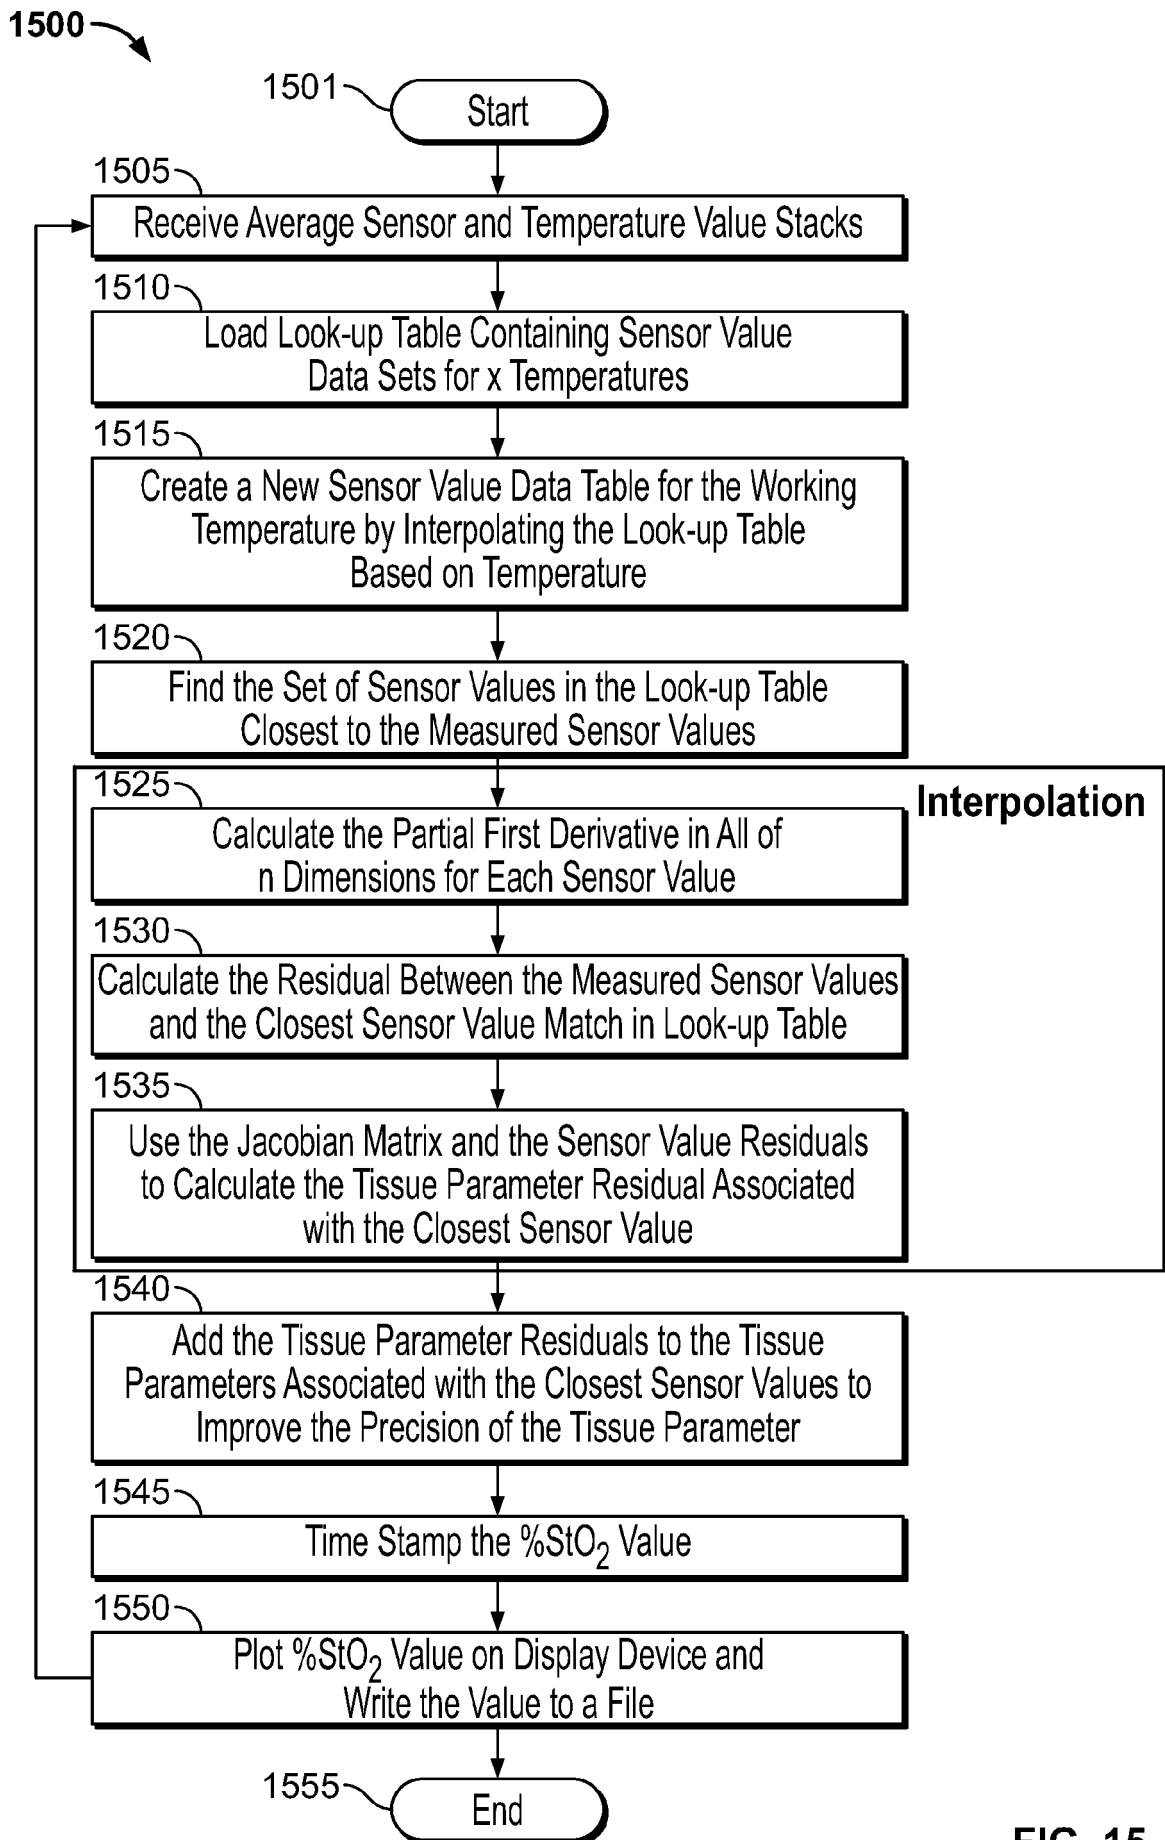 1500
1501
Start
1505
Receive Average Sensor and Temperature Value Stacks
1510
Load Look-up Table Containing Sensor Value
Data Sets for x Temperatures
1515
Create a New Sensor Value Data Table for the Working
Temperature by Interpolating the Look-up Table
Based on Temperature
1520
Find the Set of Sensor Values in the Look-up Table
Closest to the Measured Sensor Values
1525
Interpolation
Calculate the Partial First Derivative in All of
n Dimensions for Each Sensor Value
1530
Calculate the Residual Between the Measured Sensor Values
and the Closest Sensor Value Match in Look-up Table
1535
Use the Jacobian Matrix and the Sensor Value Residuals
to Calculate the Tissue Parameter Residual Associated
with the Closest Sensor Value
1540
Add the Tissue Parameter Residuals to the Tissue
Parameters Associated with the Closest Sensor Values to
Improve the Precision of the Tissue Parameter
1545
Time Stamp the %StO₂ Value
1550
Plot %StO₂ Value on Display Device and
Write the Value to a File
1555
End
FIG. 15